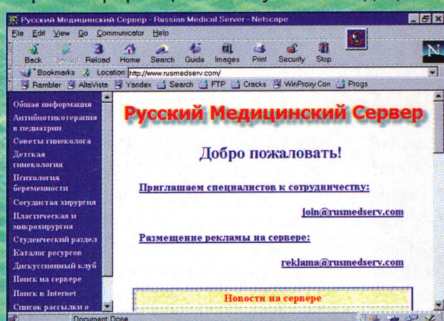 Русский Медицинский Сервер - Russian Medical Server - Netscape
File Edit View Go Communicator Help
Back Reload Home Search Guide Images Print Security Stop
Bookmarks Location http://www.rusmedserv.com/
Rambler AltaVista Yandex Search FTP Cracks WinProxy Con Progs
Общая информация
Антибиотикотерапия
в педиатрии
Советы гинеколога
Детская
гинекология
Психология
беременности
Сосудистая хирургия
Пластическая и
микрохирургия
Студенческий раздел
Каталог ресурсов
Дискуссионный клуб
Поиск на сервере
Поиск в Internet
Список рассылки о
Русский Медицинский Сервер
Добро пожаловать!
Приглашаем специалистов к сотрудничеству:
join@rusmedserv.com
Размещение рекламы на сервере:
reklama@rusmedserv.com
Новости на сервере
Document Done